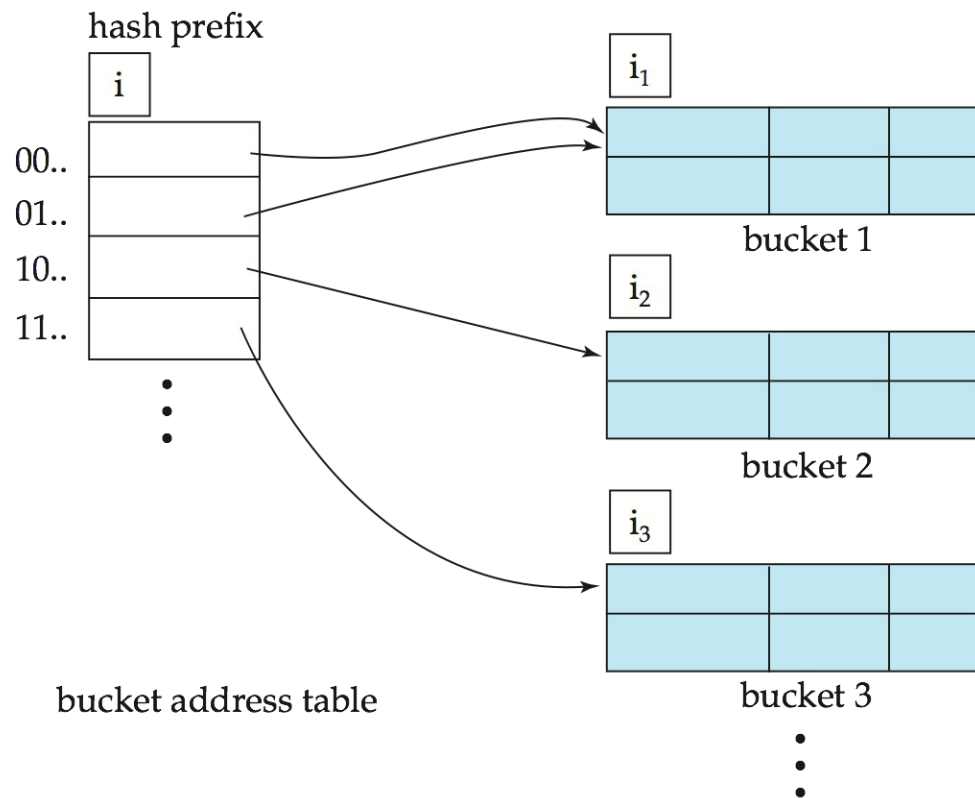 hash prefix
i
00..
01..
10..
11..
bucket address table
i₁
bucket 1
i₂
bucket 2
i₃
bucket 3